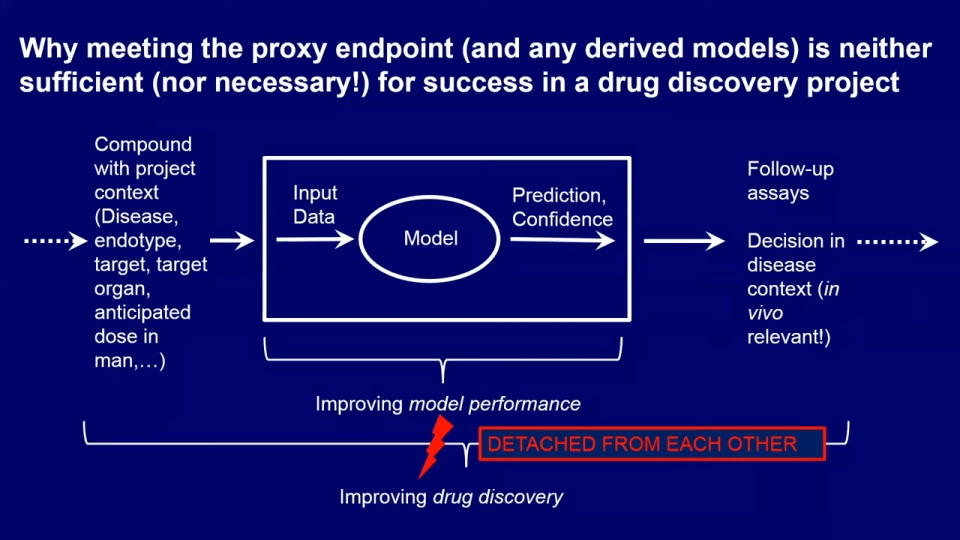 Why meeting the proxy endpoint (and any derived models) is neither
sufficient (nor necessary!) for success in a drug discovery project
Compound
with project
context
(Disease,
endotype,
target, target
organ,
anticipated
dose in
man,…)
Input
Data
Model
Prediction,
Confidence
Follow-up
assays
Decision in
disease
context (in
vivo
relevant!)
Improving model performance
DETACHED FROM EACH OTHER
Improving drug discovery